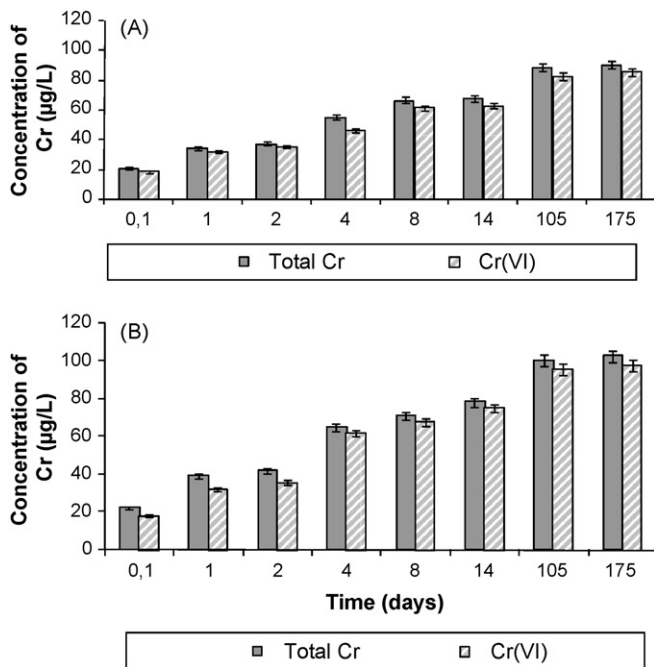 (A)
Concentration of
Cr (µg/L)
120
100
80
60
40
20
0
0,1 1 2 4 8 14 105 175
Total Cr Cr(VI)
(B)
Concentration of
Cr (µg/L)
120
100
80
60
40
20
0
0,1 1 2 4 8 14 105 175
Time (days)
Total Cr Cr(VI)